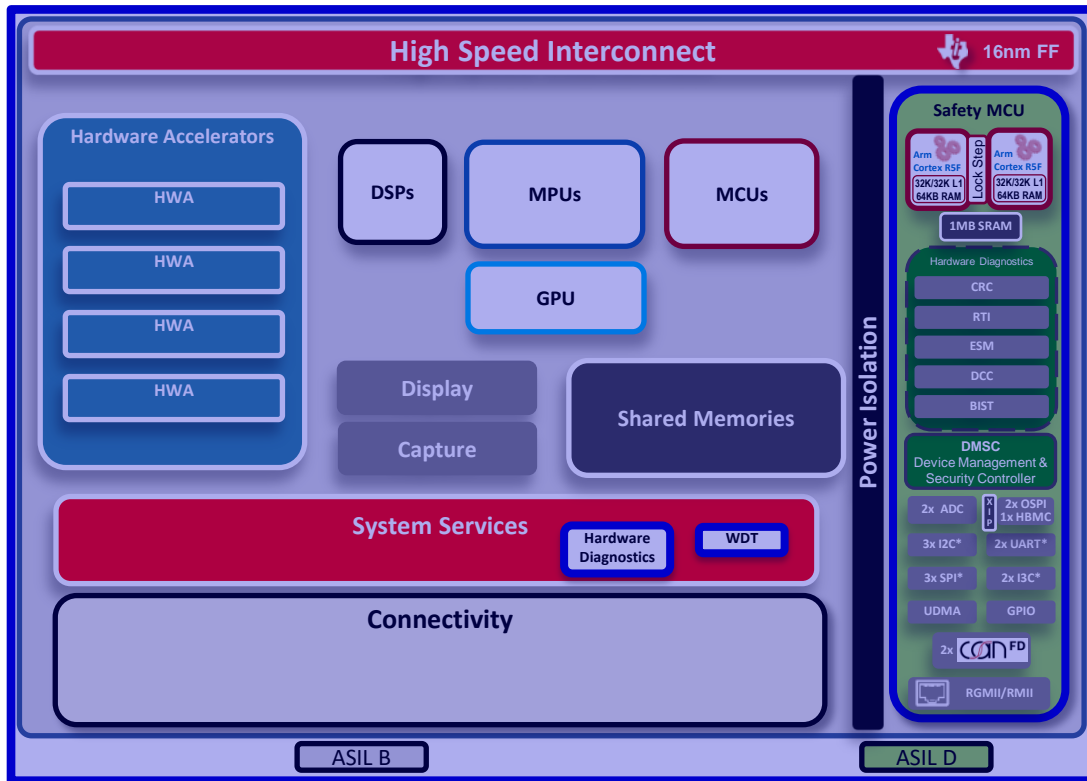 High Speed Interconnect
16nm FF
Hardware Accelerators
HWA
HWA
HWA
HWA
DSPs
MPUs
MCUs
GPU
Display
Capture
Shared Memories
System Services
Hardware
Diagnostics
WDT
Connectivity
Power Isolation
Safety MCU
Arm
Cortex R5F
32K/32K L1
64KB RAM
Lock Step
Arm
Cortex R5F
32K/32K L1
64KB RAM
1MB SRAM
Hardware Diagnostics
CRC
RTI
ESM
DCC
BIST
DMSC
Device Management &
Security Controller
2x ADC
XIP
2x OSPI
1x HBMC
3x I2C*
2x UART*
3x SPI*
2x I3C*
UDMA
GPIO
2x CAN FD
RGMII/RMII
ASIL B
ASIL D